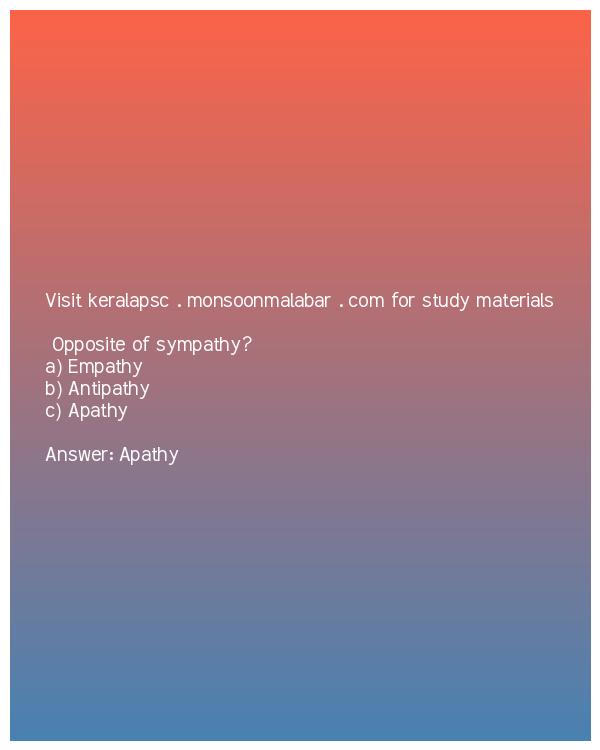 Visit keralapsc . monsoonmalabar . com for study materials
Opposite of sympathy?
a) Empathy
b) Antipathy
c) Apathy
Answer: Apathy